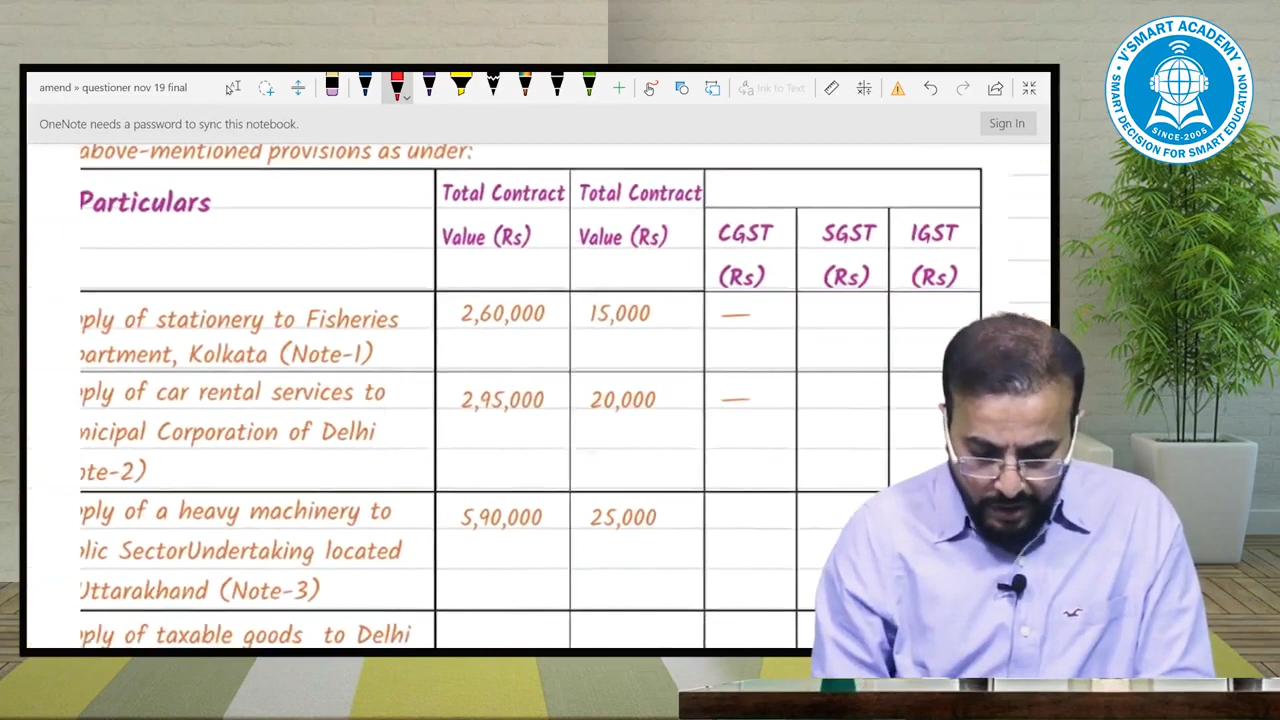 V'SMART ACADEMY
SMART DECISION FOR SMART EDUCATION
SINCE-2005
amend » questioner nov 19 final
Ink to Text
OneNote needs a password to sync this notebook.
Sign In
above-mentioned provisions as under:
Particulars
Total Contract Value (Rs)
Total Contract Value (Rs)
CGST (Rs)
SGST (Rs)
IGST (Rs)
pply of stationery to Fisheries
partment, Kolkata (Note-1)
2,60,000
15,000
—
pply of car rental services to
nicipal Corporation of Delhi
ote-2)
2,95,000
20,000
—
pply of a heavy machinery to
blic SectorUndertaking located
Uttarakhand (Note-3)
5,90,000
25,000
pply of taxable goods to Delhi